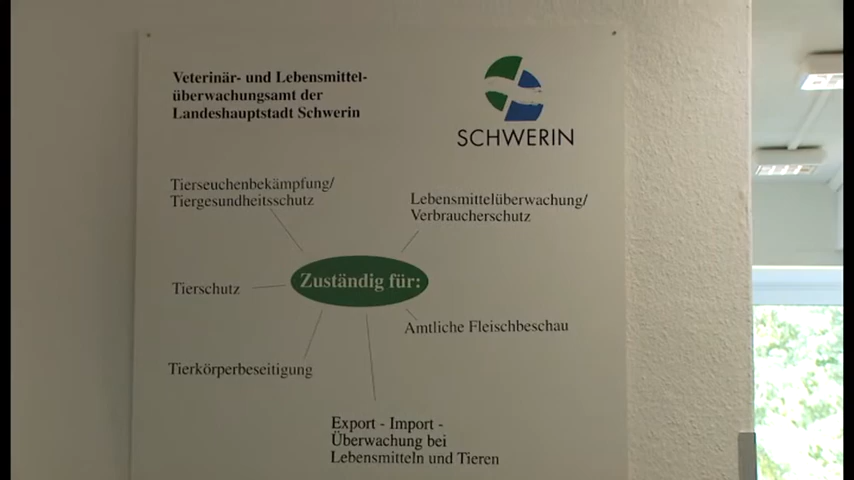 Veterinär- und Lebensmittel-
überwachungsamt der
Landeshauptstadt Schwerin
SCHWERIN
Tierseuchenbekämpfung/
Tiergesundheitsschutz
Lebensmittelüberwachung/
Verbraucherschutz
Zuständig für:
Tierschutz
Amtliche Fleischbeschau
Tierkörperbeseitigung
Export - Import -
Überwachung bei
Lebensmitteln und Tieren